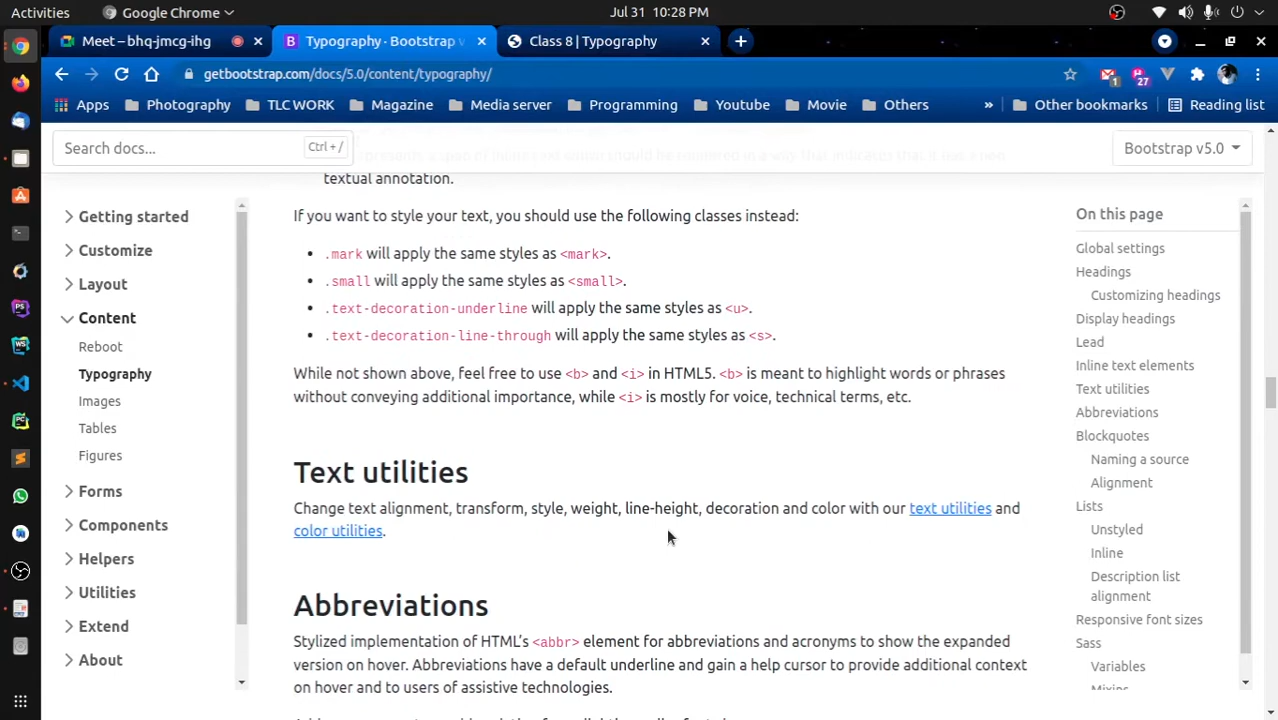 Activities
Google Chrome
Jul 31 10:28 PM
Meet – bhq-jmcg-ihg
Typography · Bootstrap v
Class 8 | Typography
getbootstrap.com/docs/5.0/content/typography/
1
27
Apps
Photography
TLC WORK
Magazine
Media server
Programming
Youtube
Movie
Others
»
Other bookmarks
Reading list
Search docs...
Ctrl + /
Bootstrap v5.0
textual annotation.
If you want to style your text, you should use the following classes instead:
• .mark will apply the same styles as <mark>.
• .small will apply the same styles as <small>.
• .text-decoration-underline will apply the same styles as <u>.
• .text-decoration-line-through will apply the same styles as <s>.
While not shown above, feel free to use <b> and <i> in HTML5. <b> is meant to highlight words or phrases
without conveying additional importance, while <i> is mostly for voice, technical terms, etc.
Text utilities
Change text alignment, transform, style, weight, line-height, decoration and color with our text utilities and
color utilities.
Abbreviations
Stylized implementation of HTML's <abbr> element for abbreviations and acronyms to show the expanded
version on hover. Abbreviations have a default underline and gain a help cursor to provide additional context
on hover and to users of assistive technologies.
Getting started
Customize
Layout
Content
Reboot
Typography
Images
Tables
Figures
Forms
Components
Helpers
Utilities
Extend
About
On this page
Global settings
Headings
Customizing headings
Display headings
Lead
Inline text elements
Text utilities
Abbreviations
Blockquotes
Naming a source
Alignment
Lists
Unstyled
Inline
Description list
alignment
Responsive font sizes
Sass
Variables
Mixins